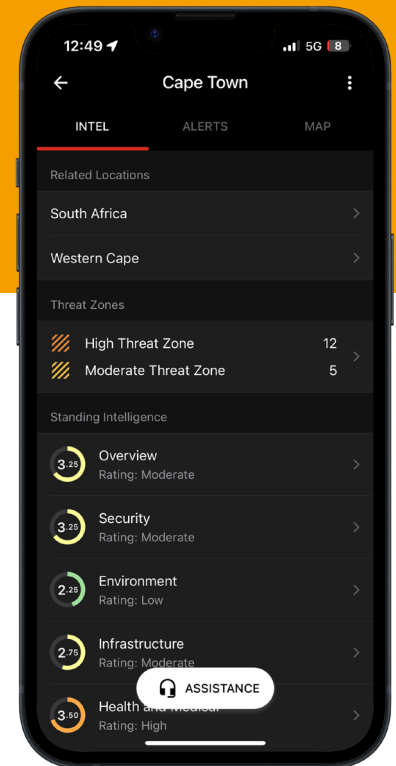 12:49
5G 8
Cape Town
INTEL ALERTS MAP
Related Locations
South Africa
Western Cape
Threat Zones
High Threat Zone 12
Moderate Threat Zone 5
Standing Intelligence
3.25 Overview
Rating: Moderate
3.25 Security
Rating: Moderate
2.25 Environment
Rating: Low
2.75 Infrastructure
Rating: Moderate
ASSISTANCE
3.50 Health and Medical
Rating: High